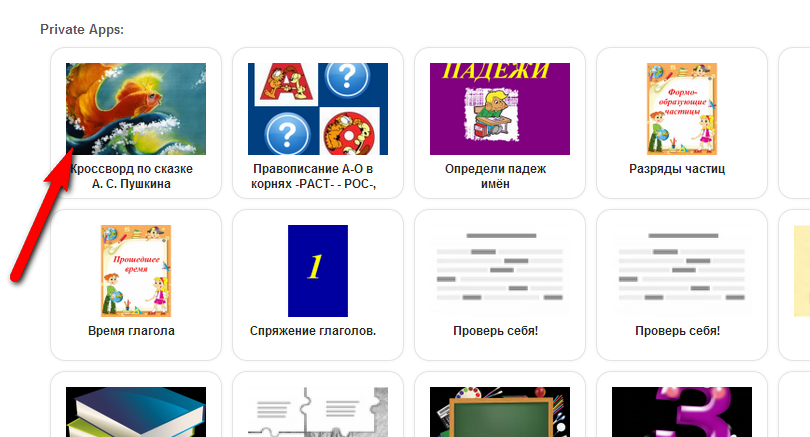 Private Apps:
ПАДЕЖИ
Формо-
образующие
частицы
Кроссворд по сказке
А. С. Пушкина
Правописание А-О в
корнях -РАСТ- - РОС-,
Определи падеж
имён
Разряды частиц
Прошедшее
время
1
Время глагола
Спряжение глаголов.
Проверь себя!
Проверь себя!